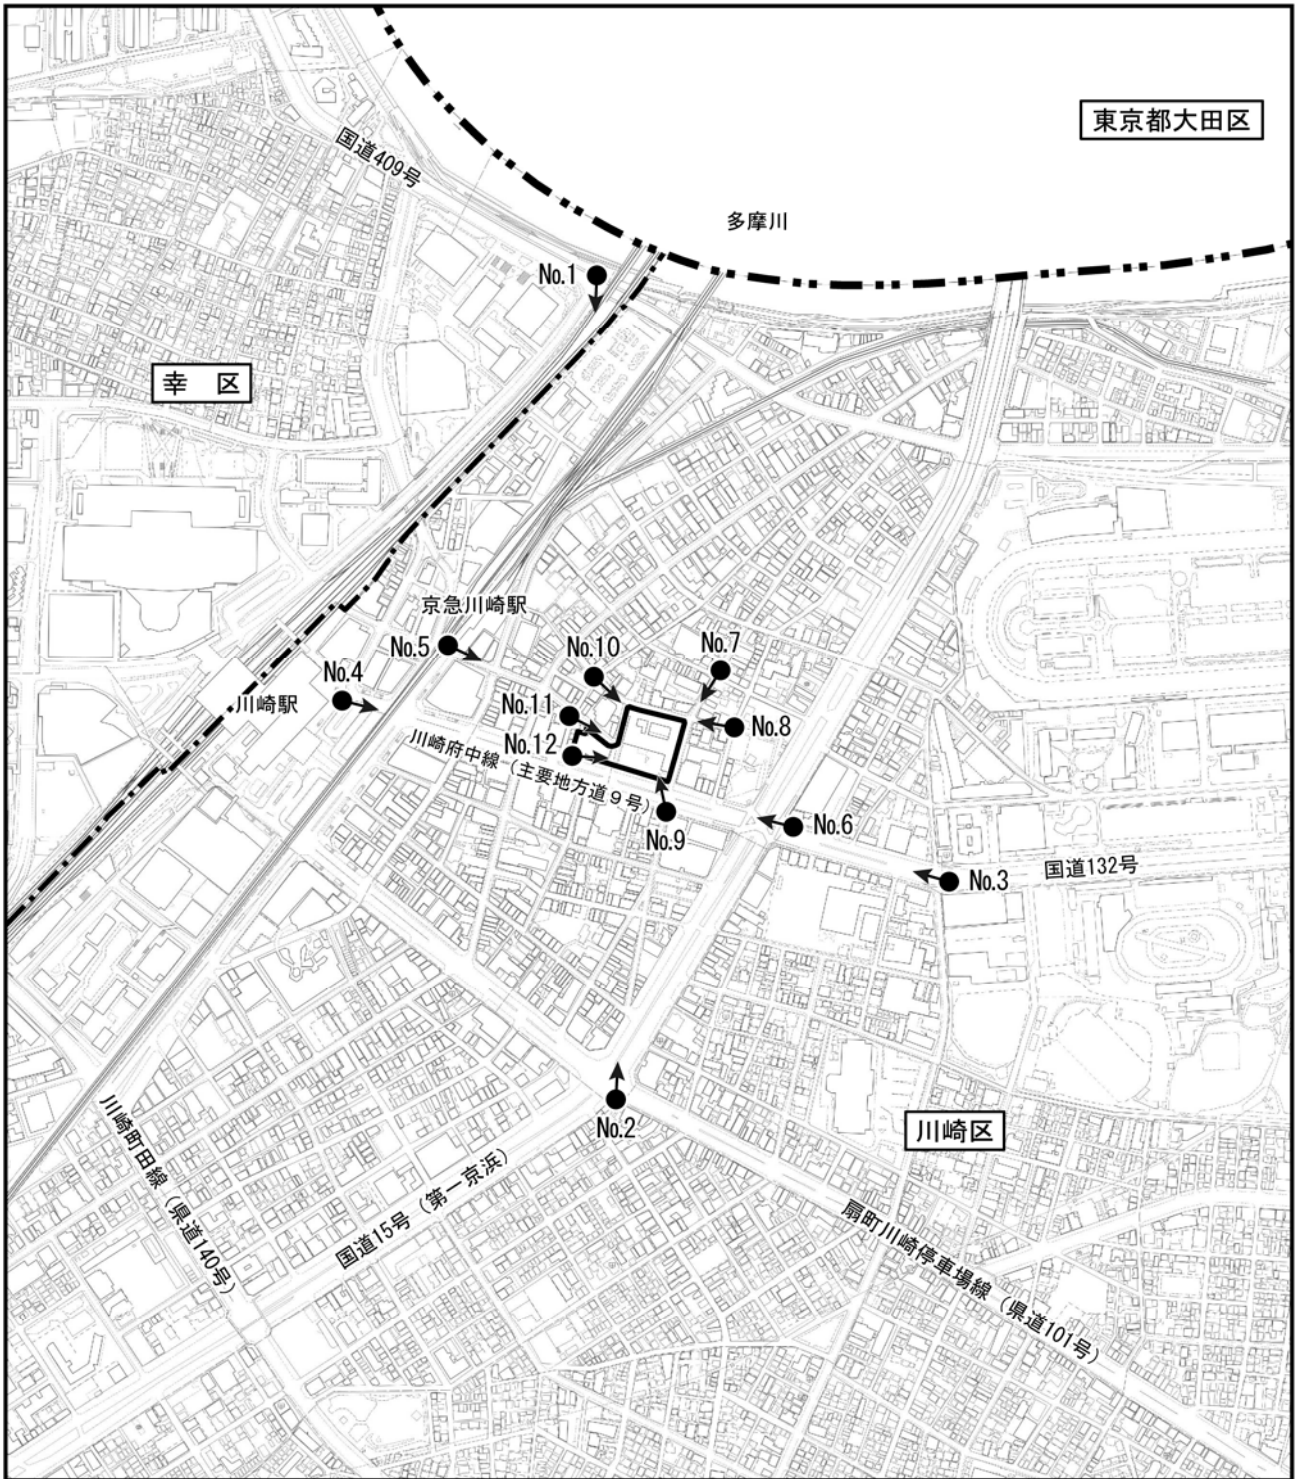 東京都大田区
国道409号
多摩川
No.1
幸　区
京急川崎駅
No.5
No.10
No.7
No.4
川崎駅
No.11
No.8
No.12
川崎府中線（主要地方道９号）
No.9
No.6
国道132号
No.3
No.2
川崎区
川崎町田線（県道140号）
国道15号（第一京浜）
扇町川崎停車場線（県道101号）